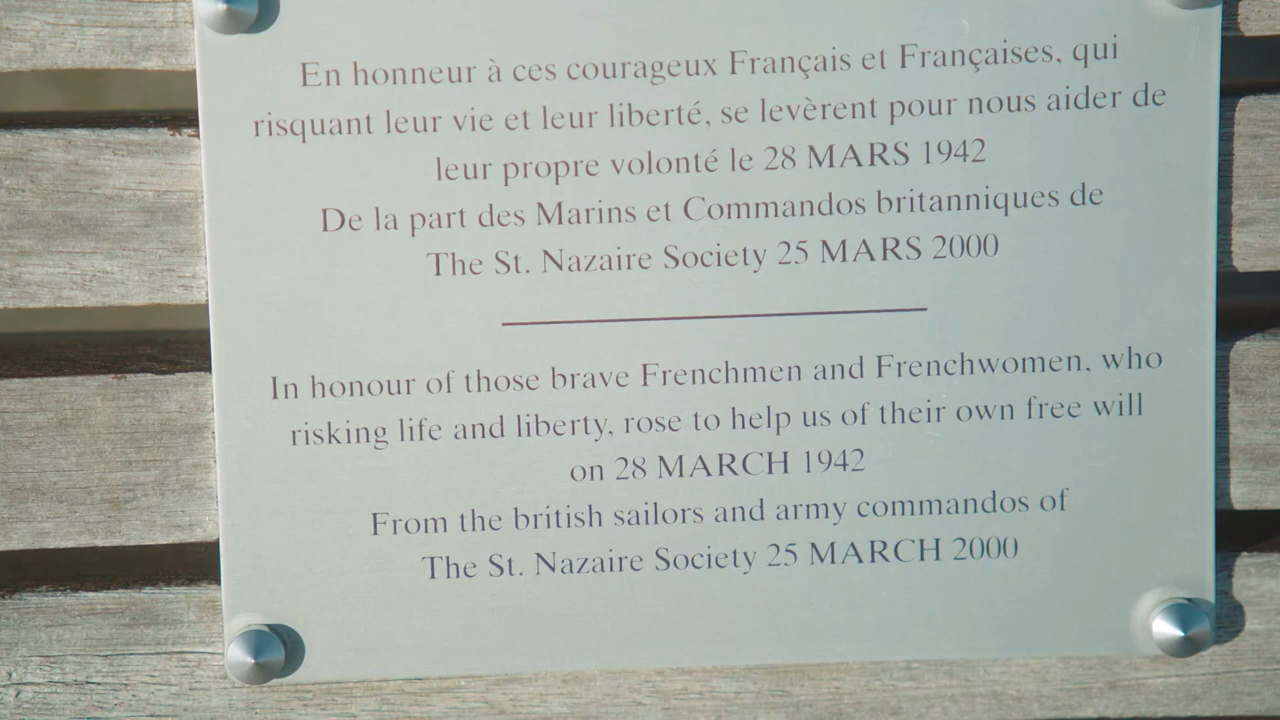 En honneur à ces courageux Français et Françaises, qui
risquant leur vie et leur liberté, se levèrent pour nous aider de
leur propre volonté le 28 MARS 1942
De la part des Marins et Commandos britanniques de
The St. Nazaire Society 25 MARS 2000
In honour of those brave Frenchmen and Frenchwomen, who
risking life and liberty, rose to help us of their own free will
on 28 MARCH 1942
From the british sailors and army commandos of
The St. Nazaire Society 25 MARCH 2000